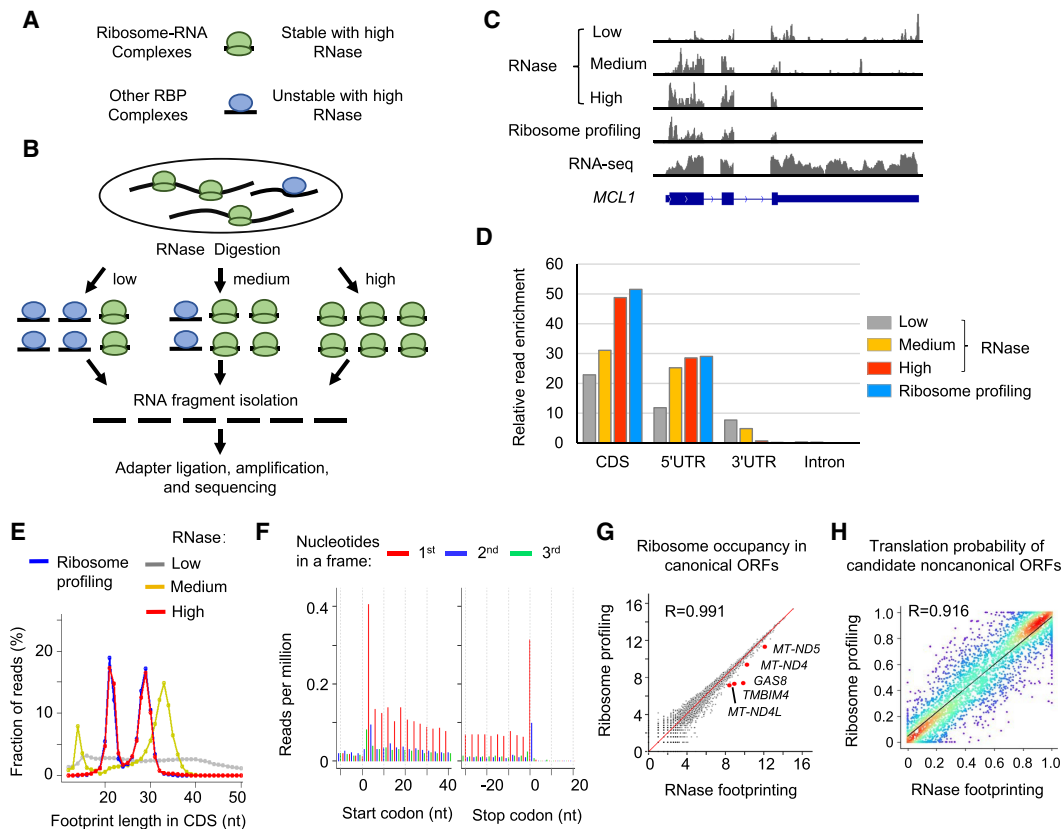 A
Ribosome-RNA
Complexes
Stable with high
RNase
Other RBP
Complexes
Unstable with high
RNase
B
RNase Digestion
low
medium
high
RNA fragment isolation
Adapter ligation, amplification,
and sequencing
C
Low
RNase
Medium
High
Ribosome profiling
RNA-seq
MCL1
D
Relative read enrichment
60
50
40
30
20
10
0
CDS
5'UTR
3'UTR
Intron
Low
Medium
High
RNase
Ribosome profiling
E
Ribosome
profiling
RNase:
Low
Medium
High
Fraction of reads (%)
20
10
0
20
30
40
50
Footprint length in CDS (nt)
F
Nucleotides
in a frame:
1st
2nd
3rd
Reads per million
0.4
0.2
0
0
20
40
Start codon (nt)
-40
-20
0
20
Stop codon (nt)
G
Ribosome occupancy in
canonical ORFs
R=0.991
Ribosome profiling
16
12
8
4
0
MT-ND5
MT-ND4
GAS8
TMBIM4
MT-ND4L
0
5
10
15
RNase footprinting
H
Translation probability of
candidate noncanonical ORFs
R=0.916
Ribosome profiling
1.0
0.8
0.6
0.4
0.2
0
0
0.2
0.4
0.6
0.8
1.0
RNase footprinting